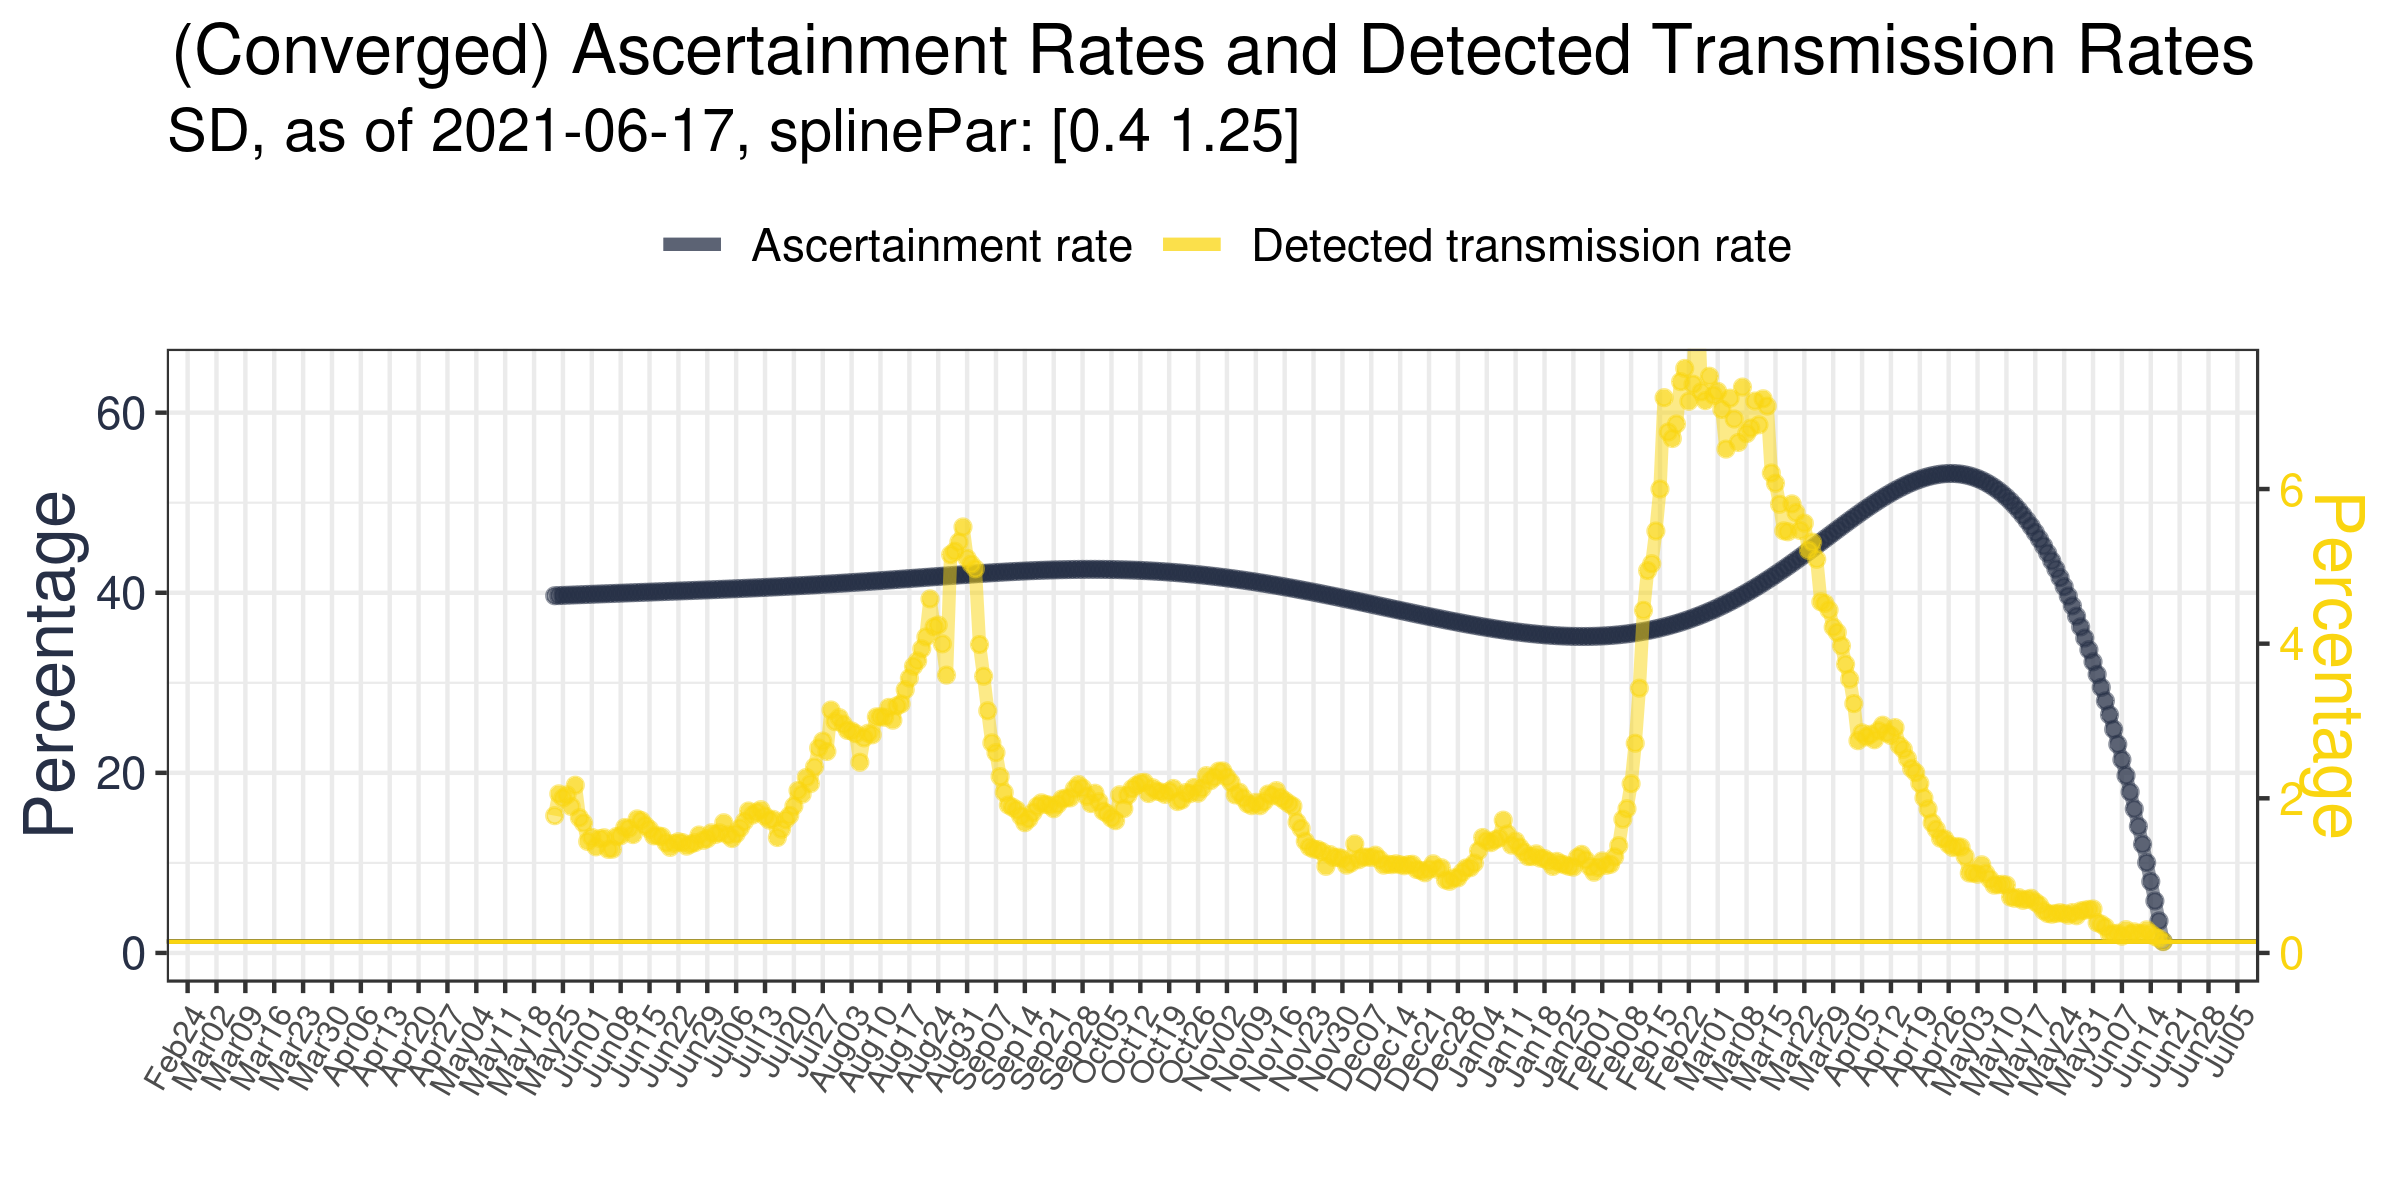 (Converged) Ascertainment Rates and Detected Transmission Rates
SD, as of 2021-06-17, splinePar: [0.4 1.25]
Ascertainment rate Detected transmission rate
Percentage
60
40
20
0
6
4
2
0
Percentage
Feb24 Mar02 Mar09 Mar16 Mar23 Mar30 Apr06 Apr13 Apr20 Apr27 May04 May11 May18 May25 Jun01 Jun08 Jun15 Jun22 Jun29 Jul06 Jul13 Jul20 Jul27 Aug03 Aug10 Aug17 Aug24 Aug31 Sep07 Sep14 Sep21 Sep28 Oct05 Oct12 Oct19 Oct26 Nov02 Nov09 Nov16 Nov23 Nov30 Dec07 Dec14 Dec21 Dec28 Jan04 Jan11 Jan18 Jan25 Feb01 Feb08 Feb15 Feb22 Mar01 Mar08 Mar15 Mar22 Mar29 Apr05 Apr12 Apr19 Apr26 May03 May10 May17 May24 May31 Jun07 Jun14 Jun21 Jun28 Jul05